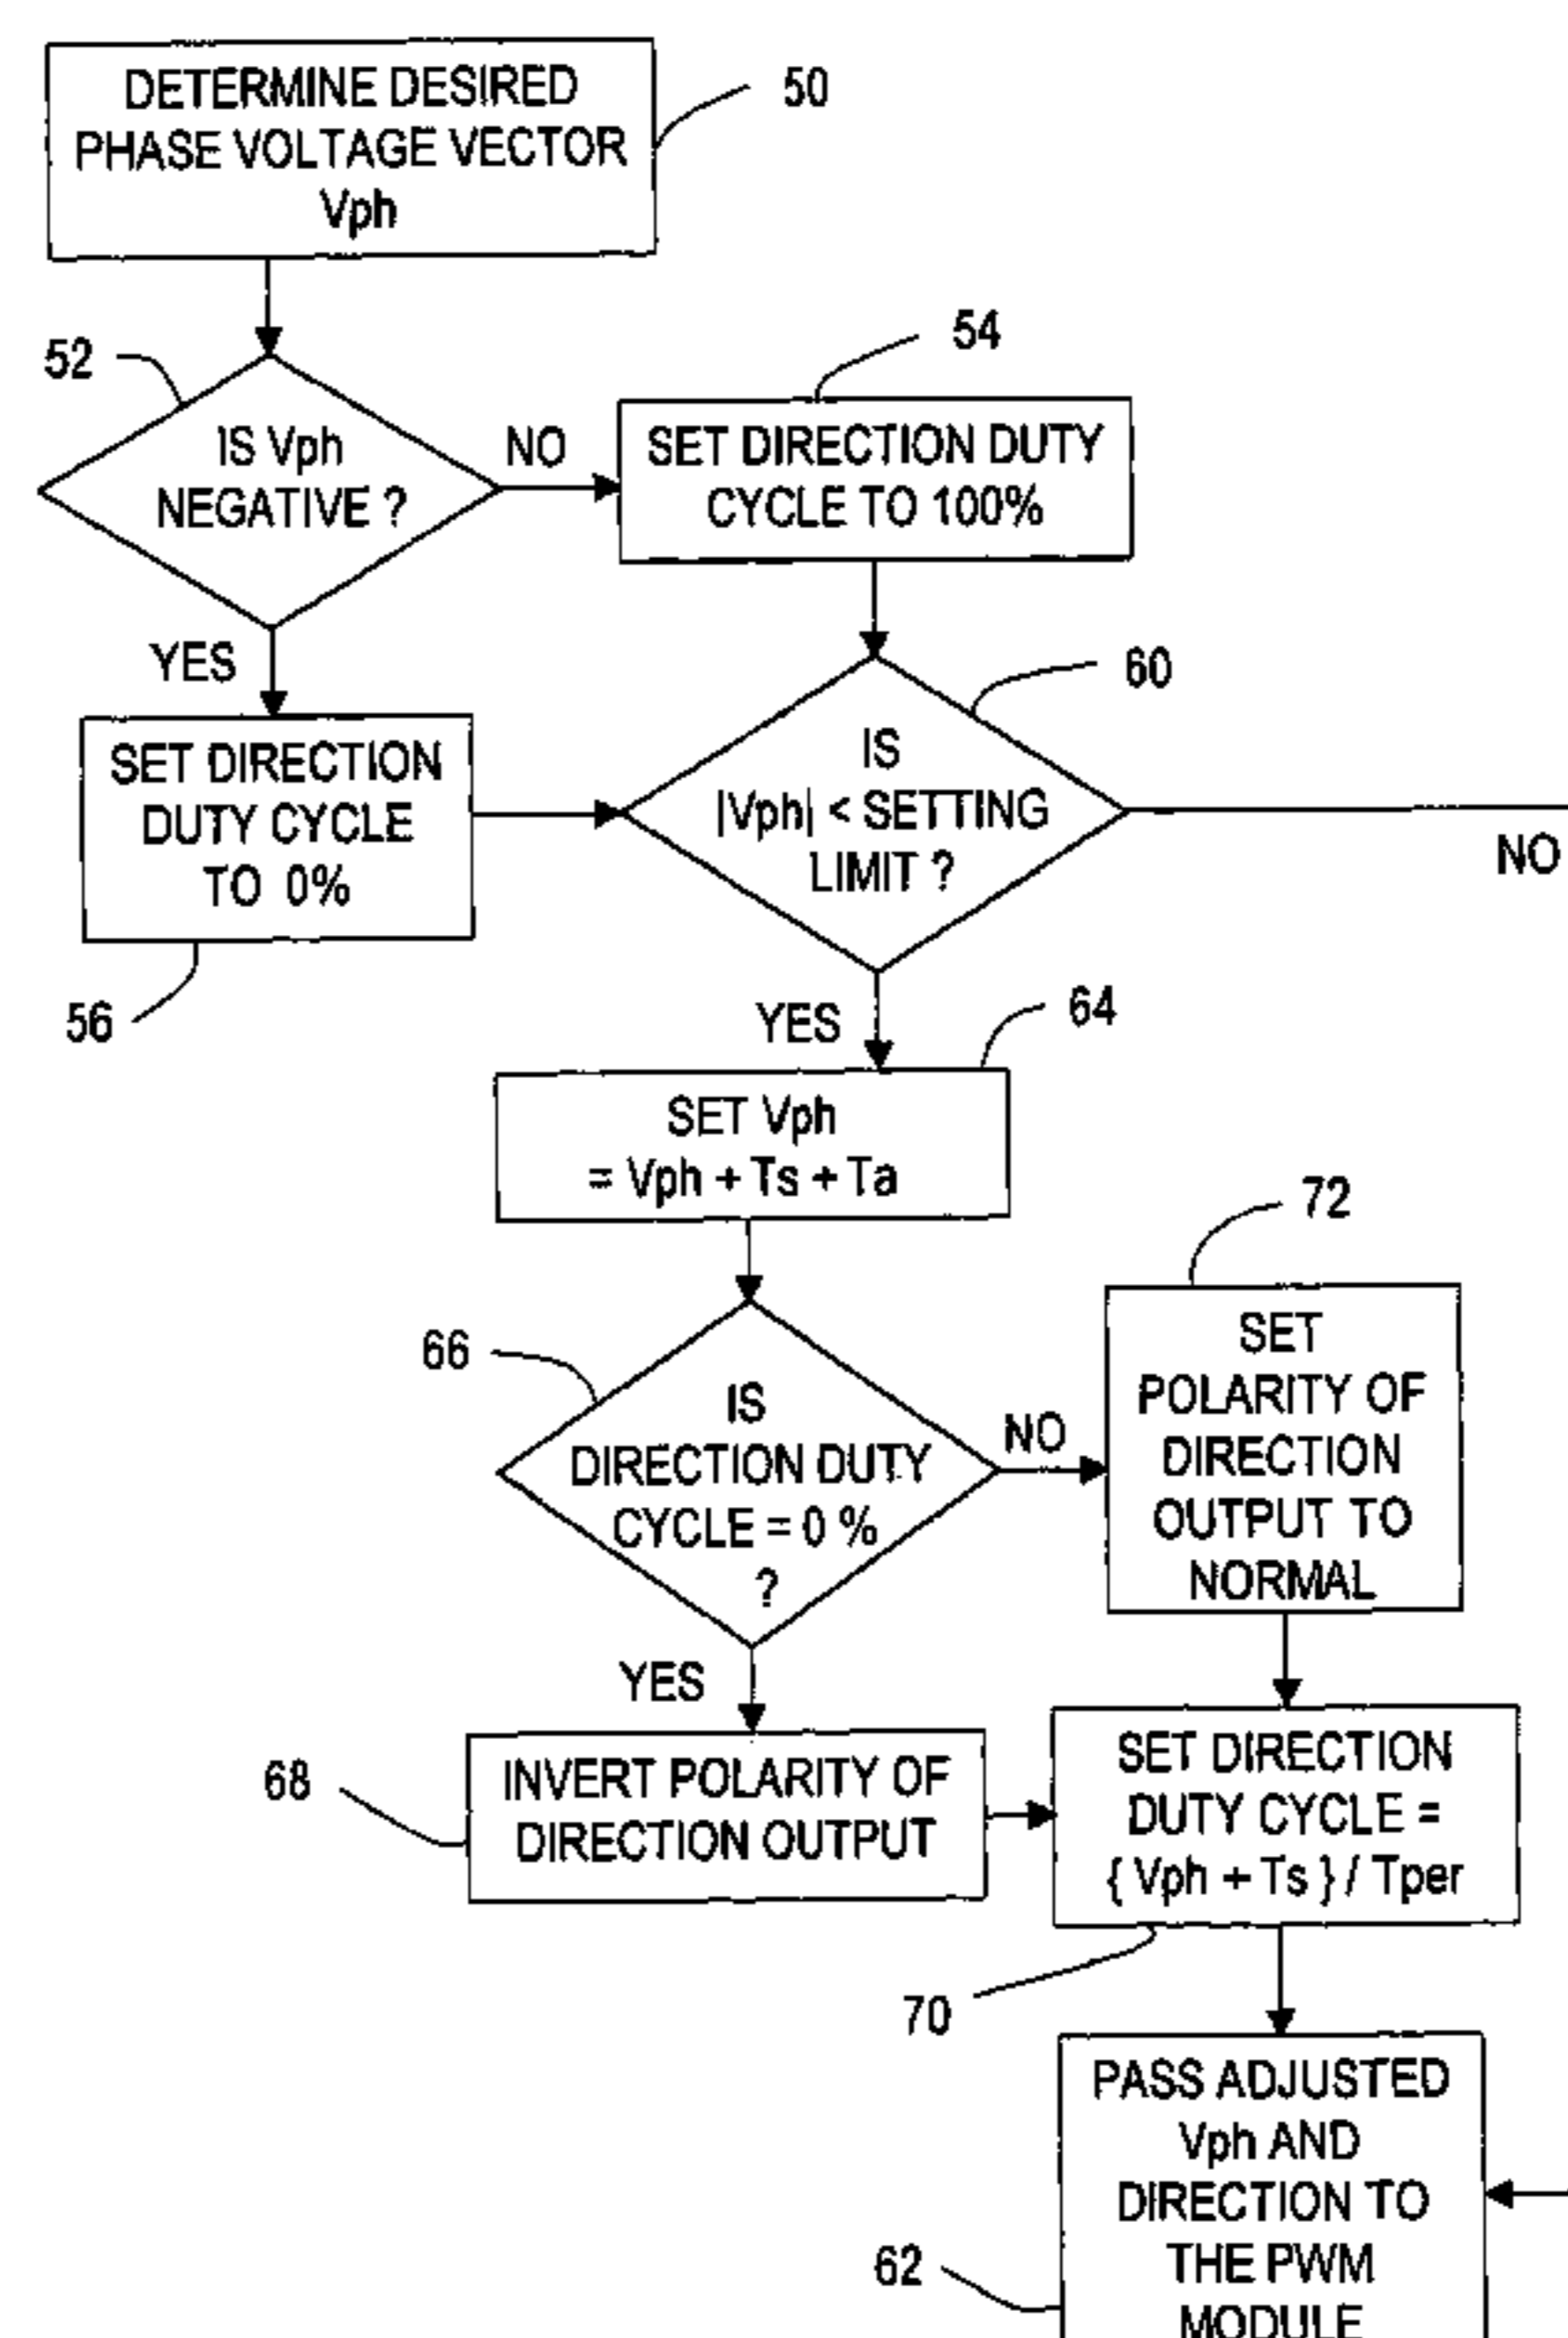 DETERMINE DESIRED
PHASE VOLTAGE VECTOR
Vph
50
52
IS Vph
NEGATIVE ?
NO
54
SET DIRECTION DUTY
CYCLE TO 100%
YES
SET DIRECTION
DUTY CYCLE
TO 0%
56
60
IS
|Vph| < SETTING
LIMIT ?
NO
YES
64
SET Vph
= Vph + Ts + Ta
66
IS
DIRECTION DUTY
CYCLE = 0 %
?
NO
72
SET
POLARITY OF
DIRECTION
OUTPUT TO
NORMAL
YES
68
INVERT POLARITY OF
DIRECTION OUTPUT
SET DIRECTION
DUTY CYCLE =
{ Vph + Ts } / Tper
70
PASS ADJUSTED
Vph AND
DIRECTION TO
THE PWM
MODULE
62